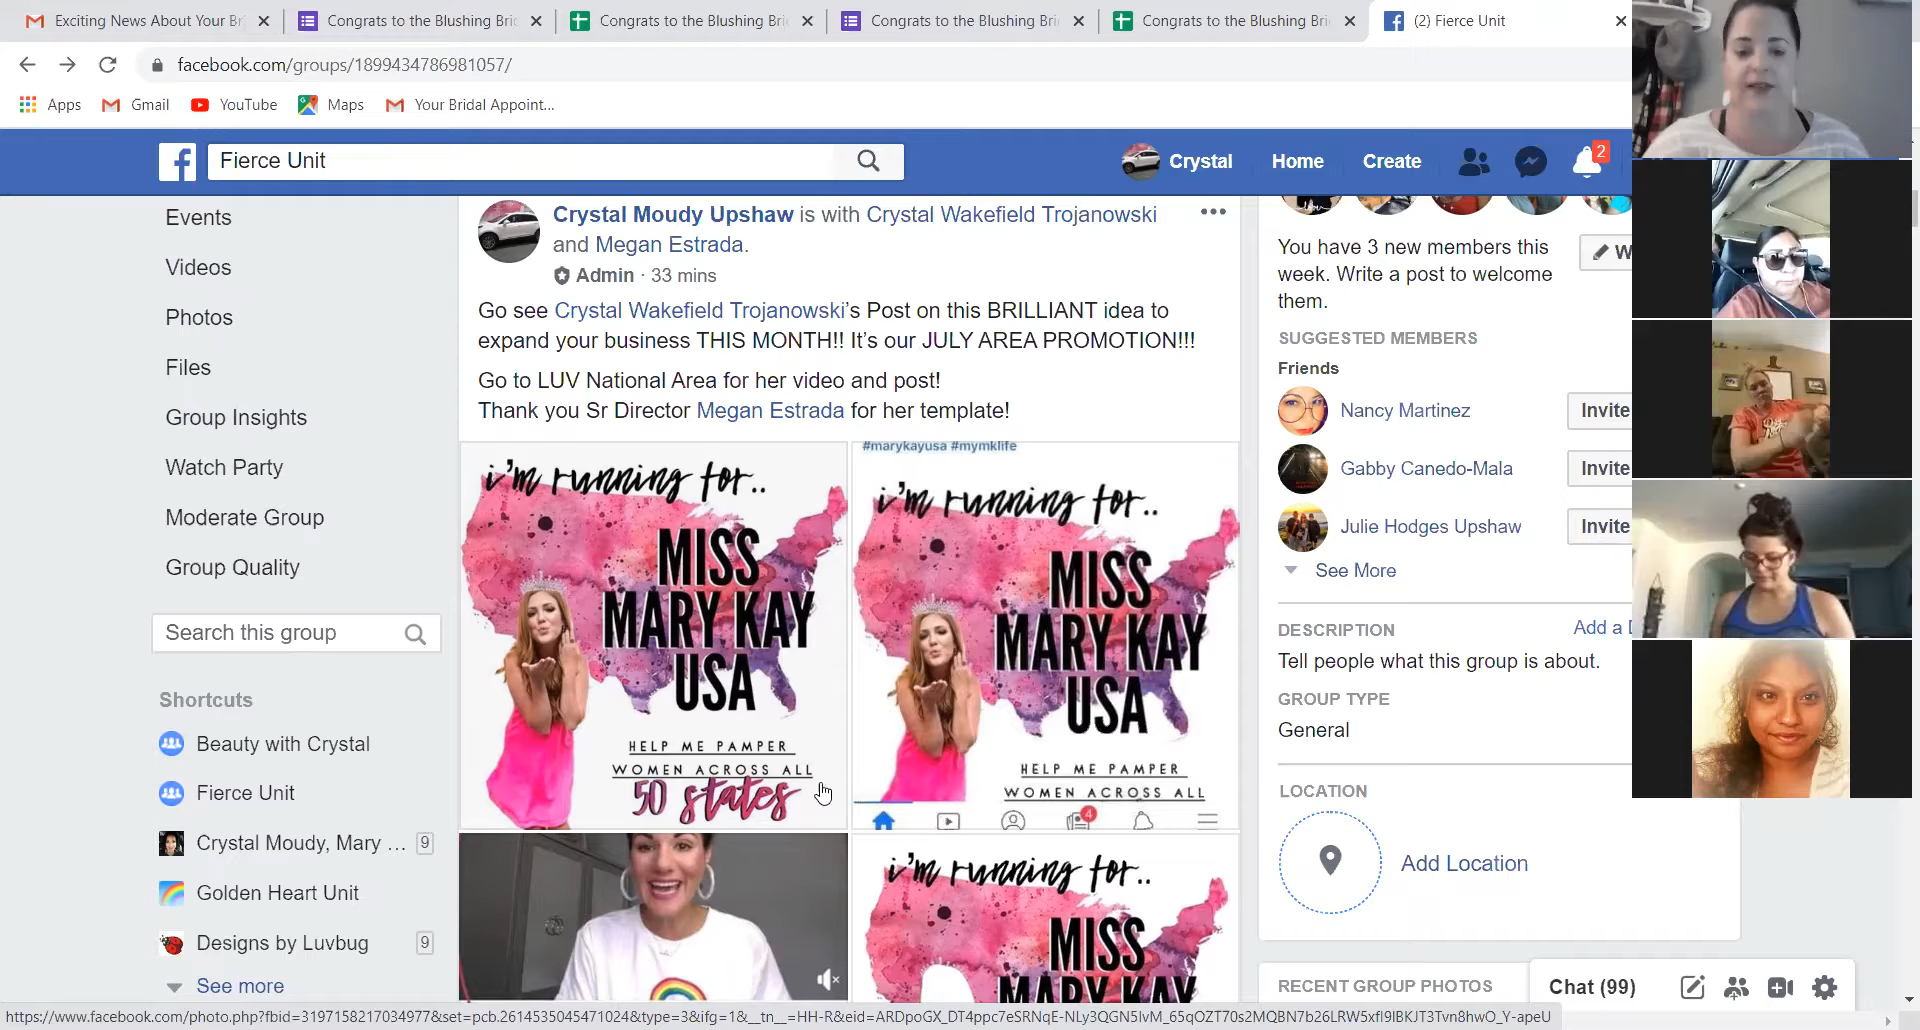 Exciting News About Your Br
Congrats to the Blushing Bri
Congrats to the Blushing Bri
Congrats to the Blushing Bri
Congrats to the Blushing Bri
(2) Fierce Unit
facebook.com/groups/1899434786981057/
Apps
Gmail
YouTube
Maps
Your Bridal Appoint...
Fierce Unit
Crystal
Home
Create
2
Events
Videos
Photos
Files
Group Insights
Watch Party
Moderate Group
Group Quality
Search this group
Shortcuts
Beauty with Crystal
Fierce Unit
Crystal Moudy, Mary ... 9
Golden Heart Unit
Designs by Luvbug 9
See more
Crystal Moudy Upshaw is with Crystal Wakefield Trojanowski
and Megan Estrada.
Admin · 33 mins
Go see Crystal Wakefield Trojanowski's Post on this BRILLIANT idea to
expand your business THIS MONTH!! It's our JULY AREA PROMOTION!!!
Go to LUV National Area for her video and post!
Thank you Sr Director Megan Estrada for her template!
i'm running for..
MISS
MARY KAY
USA
HELP ME PAMPER
WOMEN ACROSS ALL
50 states
#marykayusa #mymklife
i'm running for..
MISS
MARY KAY
USA
HELP ME PAMPER
WOMEN ACROSS ALL
4
i'm running for..
MISS
MARY KAY
You have 3 new members this
week. Write a post to welcome
them.
W
SUGGESTED MEMBERS
Friends
Nancy Martinez
Invite
Gabby Canedo-Mala
Invite
Julie Hodges Upshaw
Invite
See More
DESCRIPTION
Add a D
Tell people what this group is about.
GROUP TYPE
General
LOCATION
Add Location
RECENT GROUP PHOTOS
Chat (99)
https://www.facebook.com/photo.php?fbid=3197158217034977&set=pcb.2614535045471024&type=3&ifg=1&__tn__=HH-R&eid=ARDpoGX_DT4ppc7eSRNqE-NLy3QGN5IvM_65qOZT70s2MQBN7b26LRW5xfI9IBKJT3Tvn8hwO_Y-apeU